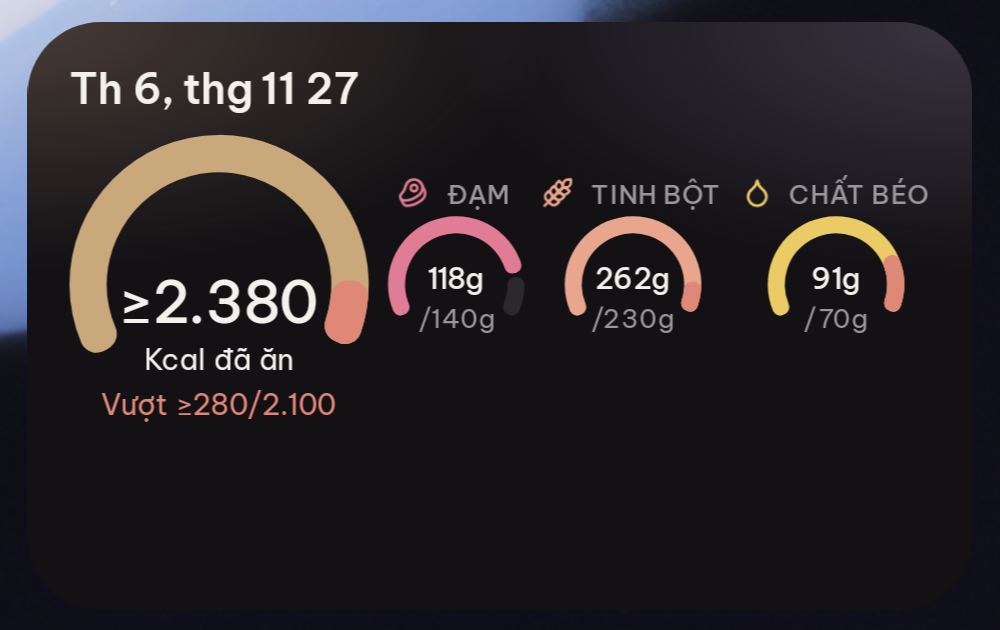 Th 6, thg 11 27
≥2.380
Kcal đã ăn
Vượt ≥280/2.100
ĐẠM
118g
/140g
TINH BỘT
262g
/230g
CHẤT BÉO
91g
/70g